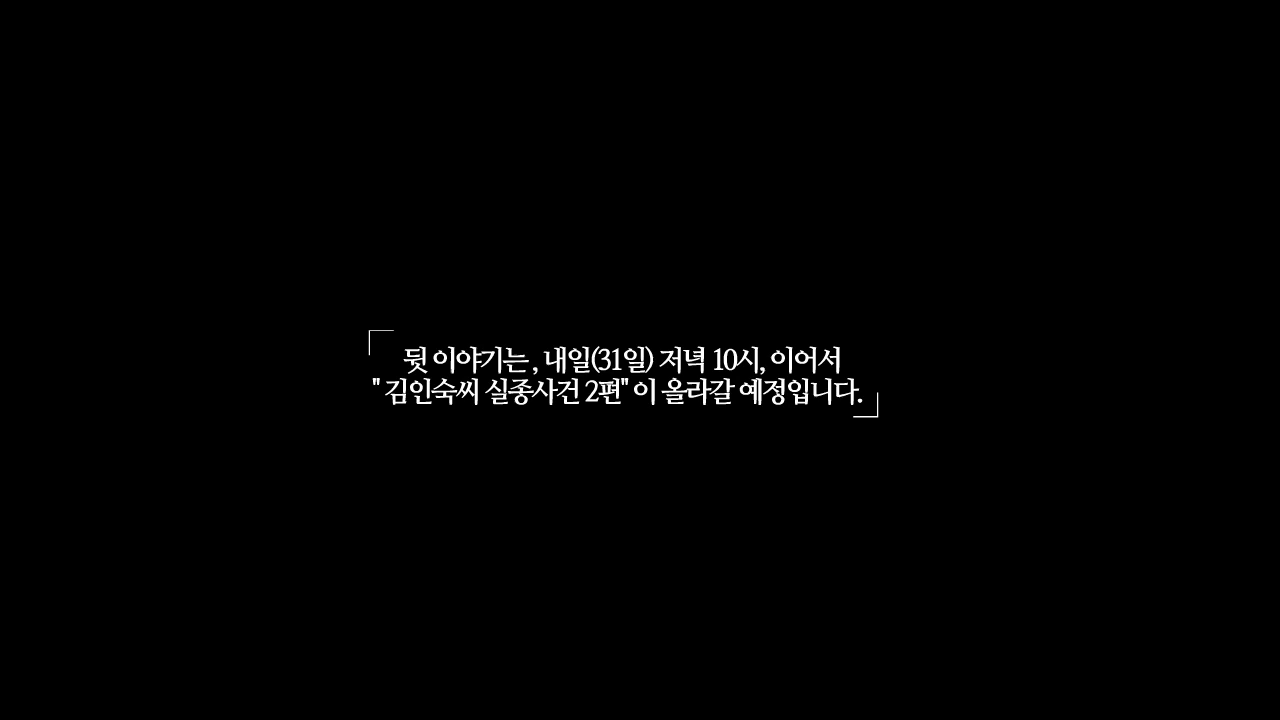 뒷 이야기는 , 내일(31일) 저녁 10시, 이어서
" 김인숙씨 실종사건 2편" 이 올라갈 예정입니다.